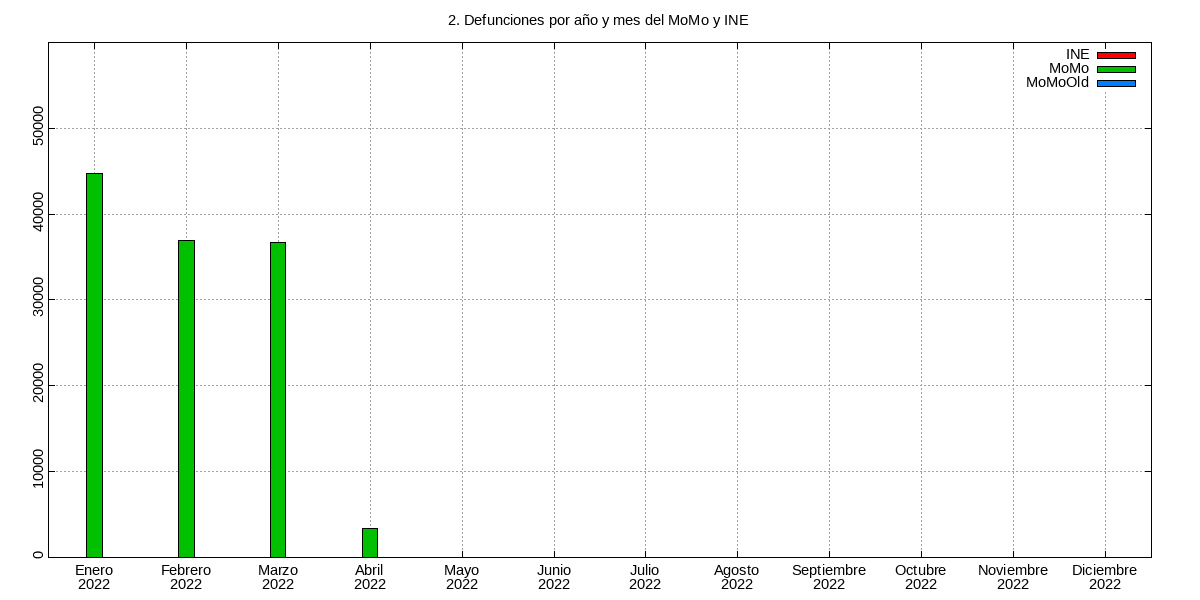 2. Defunciones por año y mes del MoMo y INE
INE
MoMo
MoMoOld
50000
40000
30000
20000
10000
0
Enero Febrero Marzo Abril Mayo Junio Julio Agosto Septiembre Octubre Noviembre Diciembre
2022 2022 2022 2022 2022 2022 2022 2022 2022 2022 2022 2022